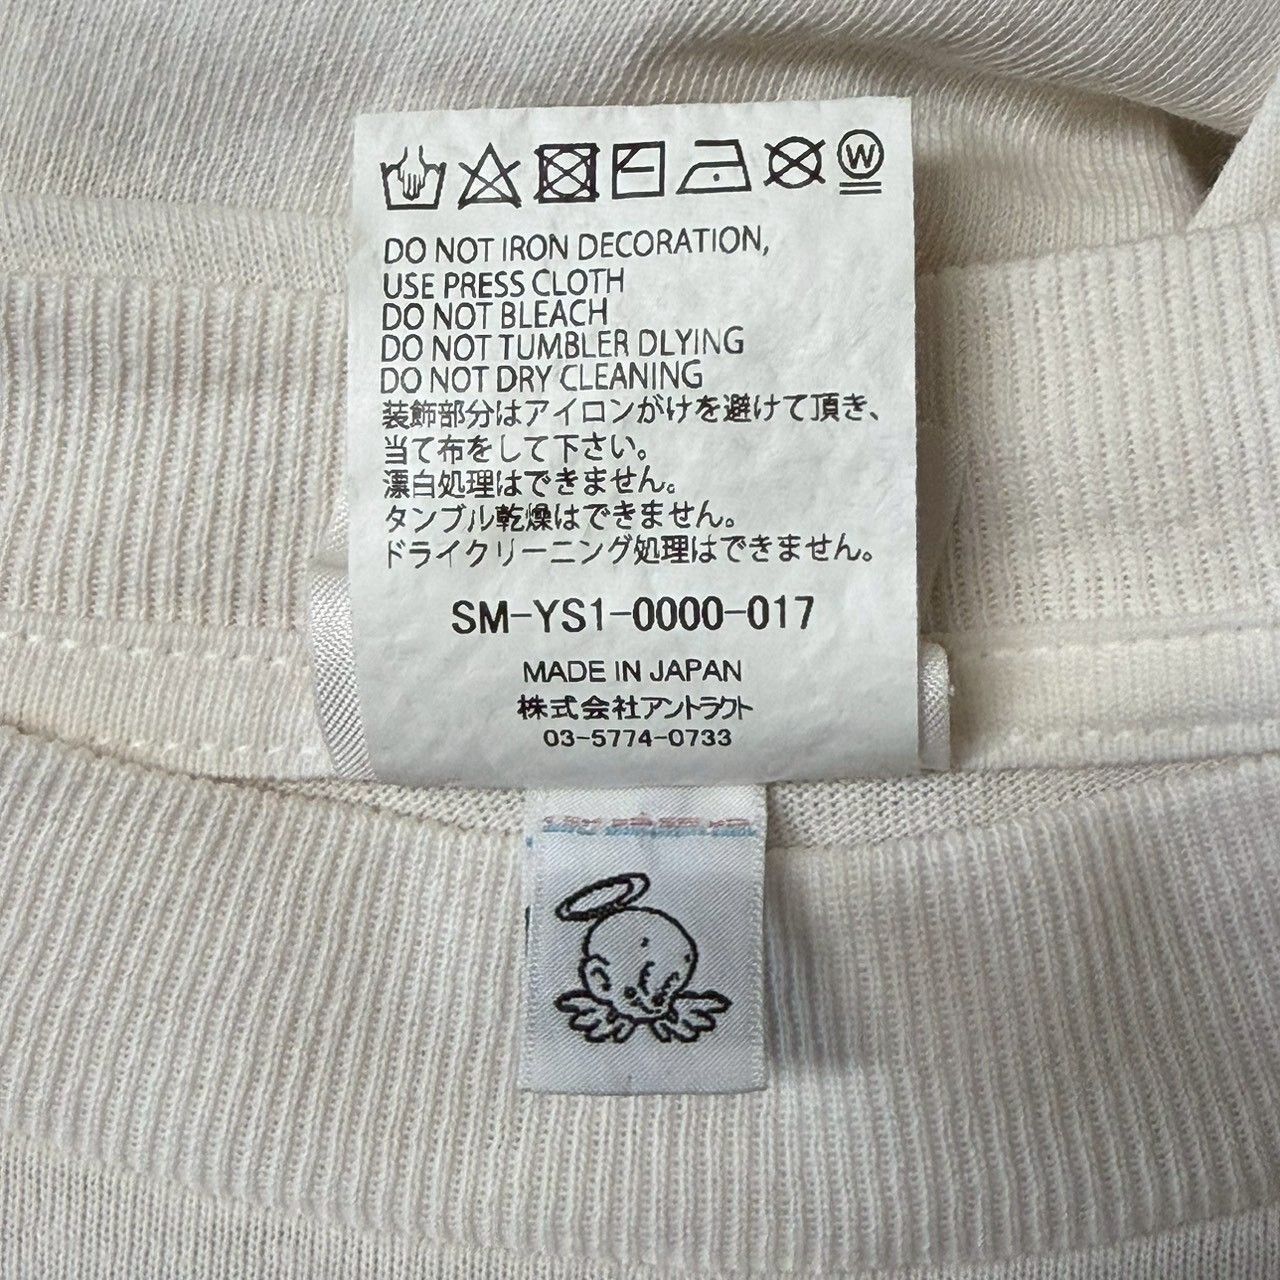 W
DO NOT IRON DECORATION,
USE PRESS CLOTH
DO NOT BLEACH
DO NOT TUMBLER DLYING
DO NOT DRY CLEANING
装飾部分はアイロンがけを避けて頂き、
当て布をして下さい。
漂白処理はできません。
タンブル乾燥はできません。
ドライクリーニング処理はできません。
SM-YS1-0000-017
MADE IN JAPAN
株式会社アントラクト
03-5774-0733